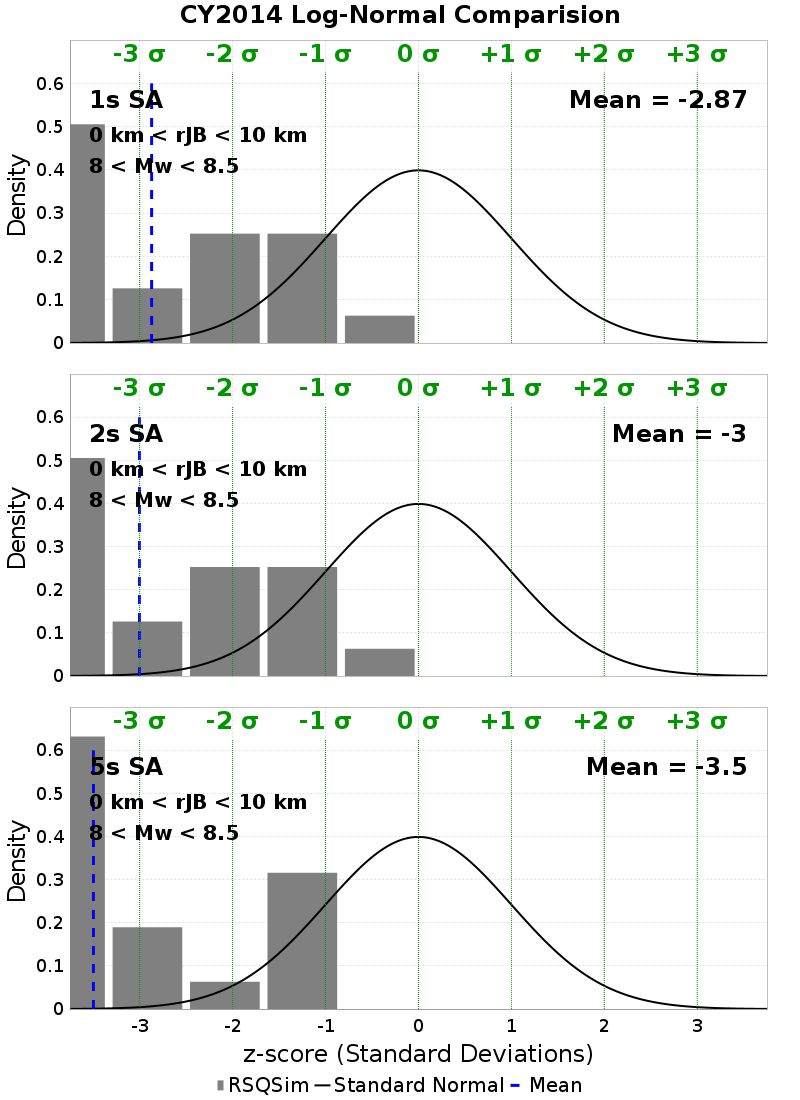 CY2014 Log-Normal Comparision
-3 σ -2 σ -1 σ 0 σ +1 σ +2 σ +3 σ
1s SA
Mean = -2.87
0 km < rJB < 10 km
8 < Mw < 8.5
0.6
0.5
0.4
0.3
0.2
0.1
0
Density
-3 σ -2 σ -1 σ 0 σ +1 σ +2 σ +3 σ
2s SA
Mean = -3
0 km < rJB < 10 km
8 < Mw < 8.5
0.6
0.5
0.4
0.3
0.2
0.1
0
Density
-3 σ -2 σ -1 σ 0 σ +1 σ +2 σ +3 σ
5s SA
Mean = -3.5
0 km < rJB < 10 km
8 < Mw < 8.5
0.6
0.5
0.4
0.3
0.2
0.1
0
Density
-3 -2 -1 0 1 2 3
z-score (Standard Deviations)
RSQSim Standard Normal Mean